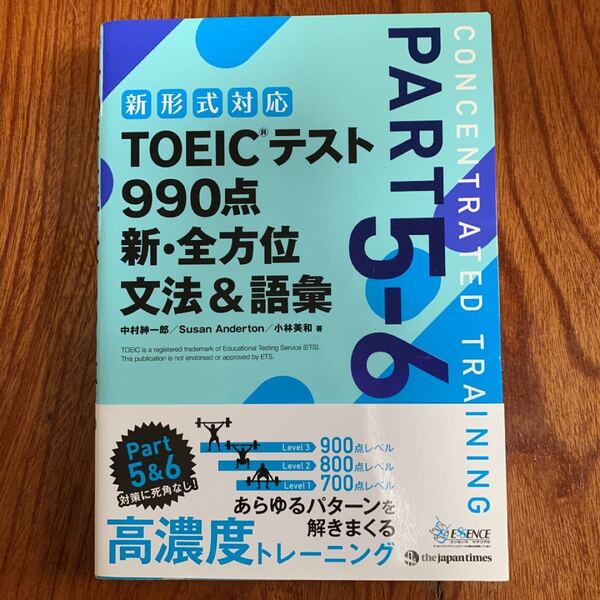 新形式対応
TOEIC®テスト
990点
新・全方位
文法&語彙
中村紳一郎/Susan Anderton/小林美和 著
TOEIC is a registered trademark of Educational Testing Service (ETS).
This publication is not endorsed or approved by ETS.
PART5-6
CONCENTRATED TRAINING
Part
5&6
対策に死角なし!
Level 3 900点レベル
Level 2 800点レベル
Level 1 700点レベル
あらゆるパターンを
解きまくる
高濃度トレーニング
ESSENCE
the japan times